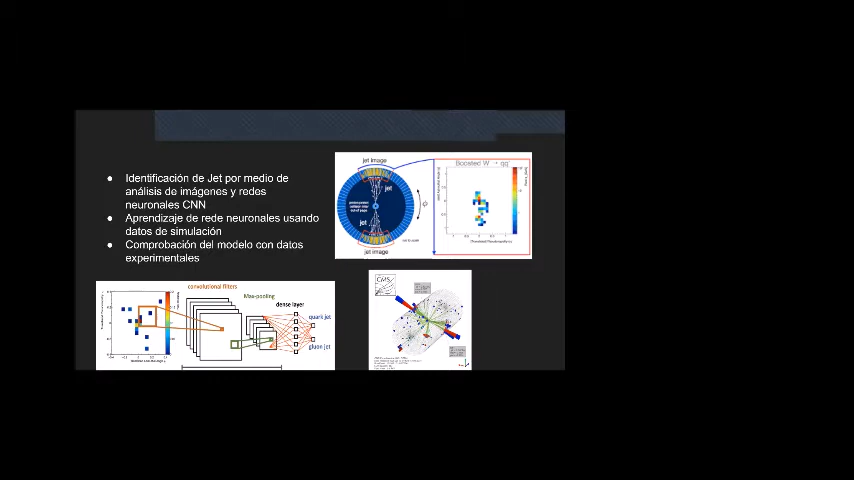 ● Identificación de Jet por medio de
análisis de imágenes y redes
neuronales CNN
● Aprendizaje de rede neuronales usando
datos de simulación
● Comprobación del modelo con datos
experimentales
jet image
jet
jet
jet image
Boosted W → qq
convolutional filters
Max-pooling
dense layer
quark jet
gluon jet
CMS